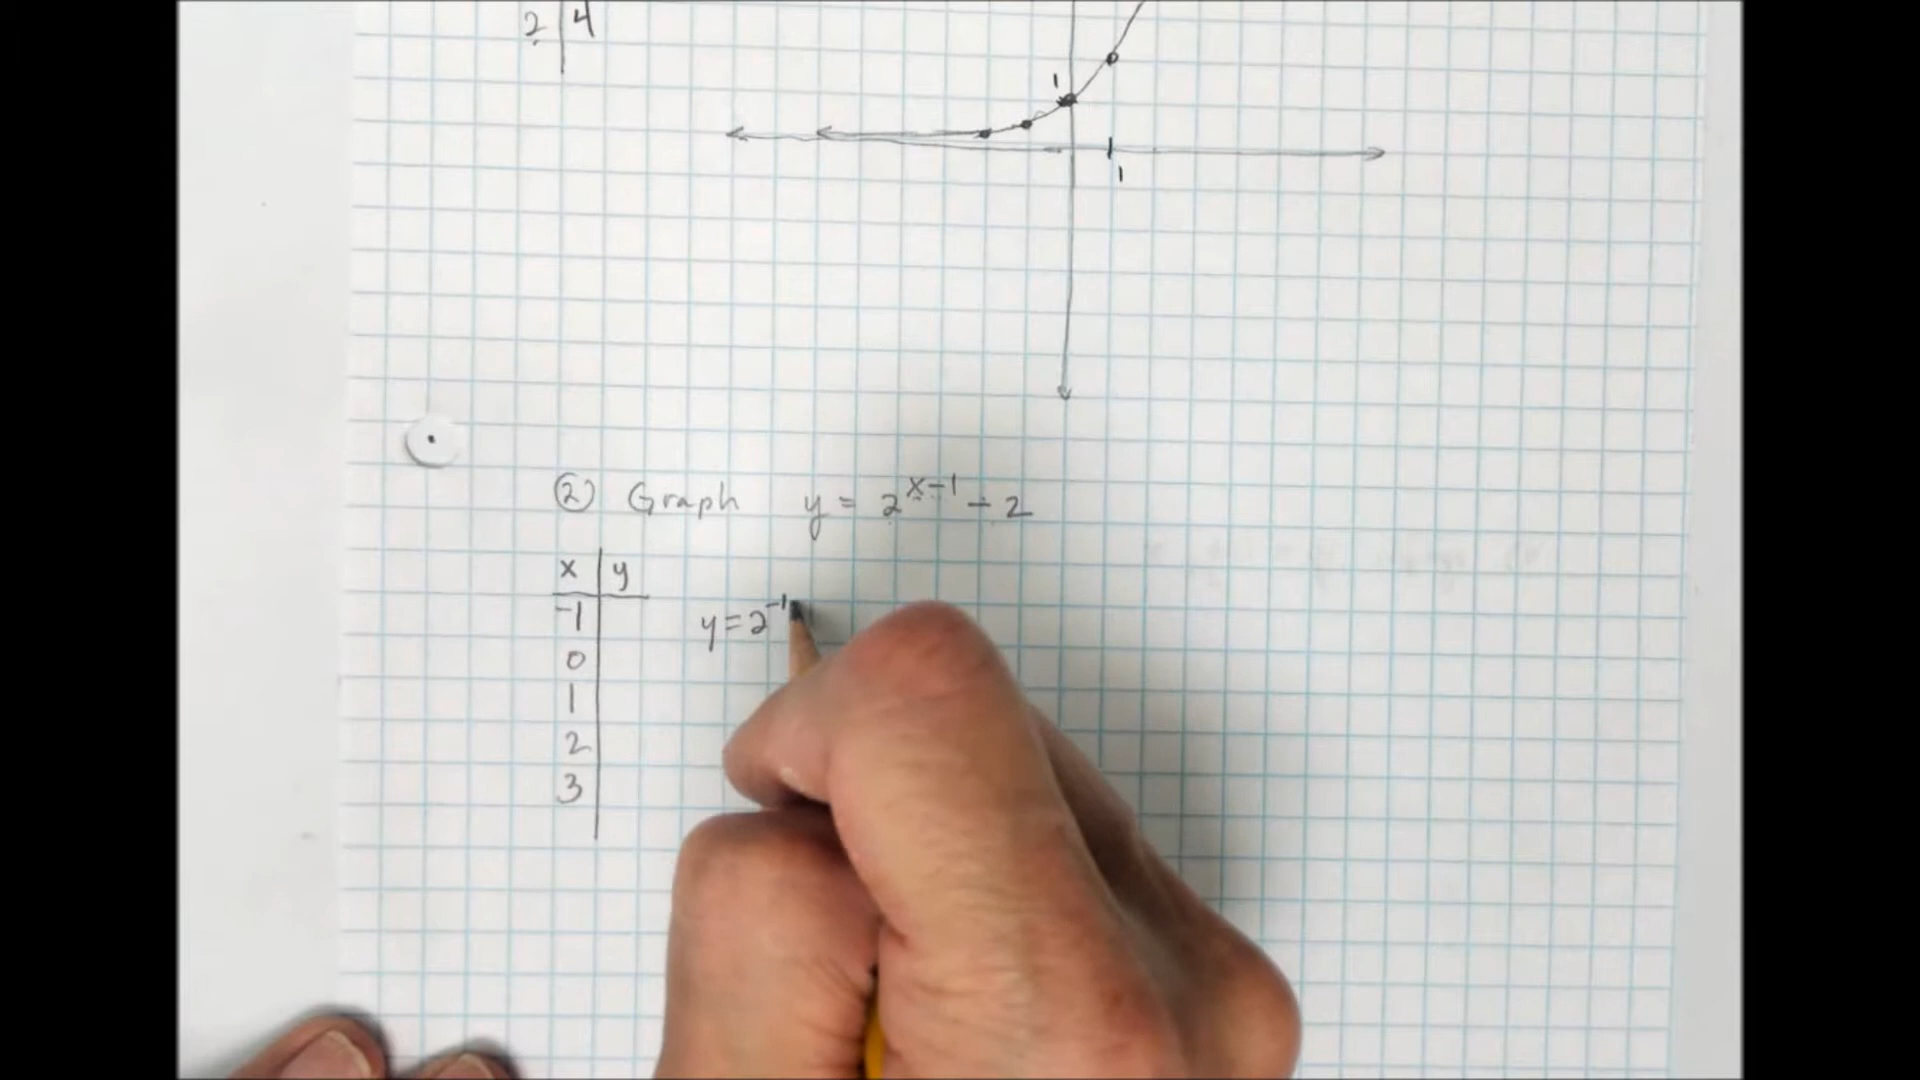 2 4
1
1
② Graph y = 2^(x-1) - 2
x y
-1 y = 2^(-1
0
1
2
3